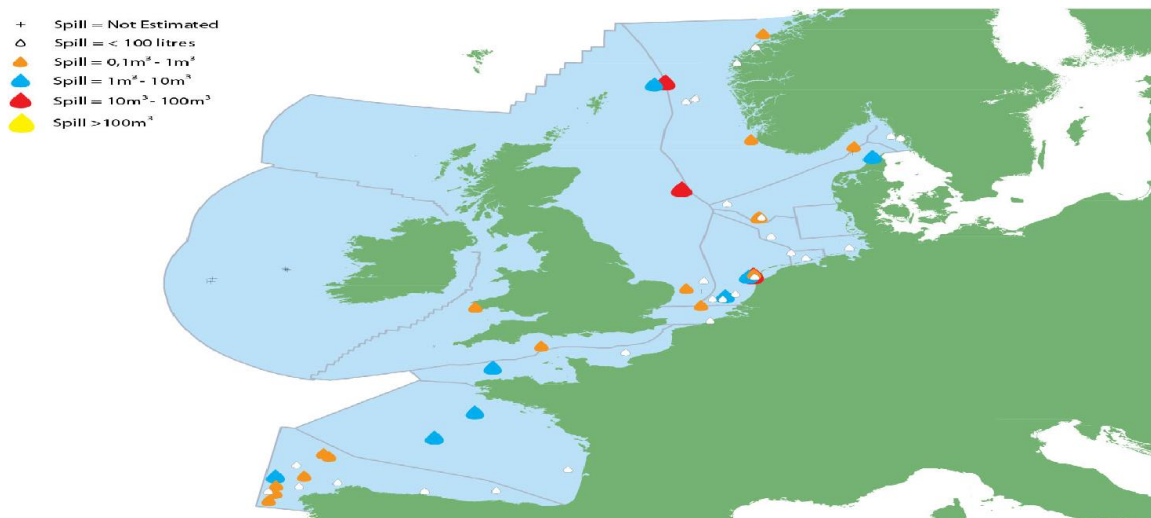 Spill = Not Estimated
Spill = < 100 litres
Spill = 0,1m³ - 1m³
Spill = 1m³ - 10m³
Spill = 10m³ - 100m³
Spill >100m³